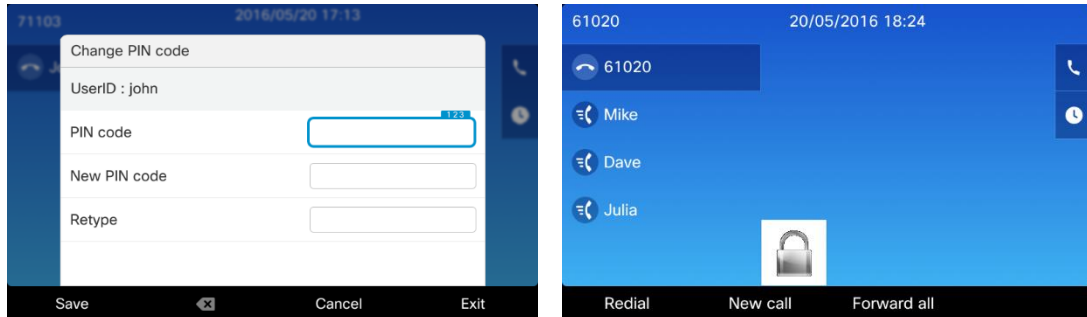 71103 2016/05/20 17:13
Change PIN code
UserID : john
123
PIN code
New PIN code
Retype
Save Cancel Exit
61020 20/05/2016 18:24
61020
Mike
Dave
Julia
Redial New call Forward all